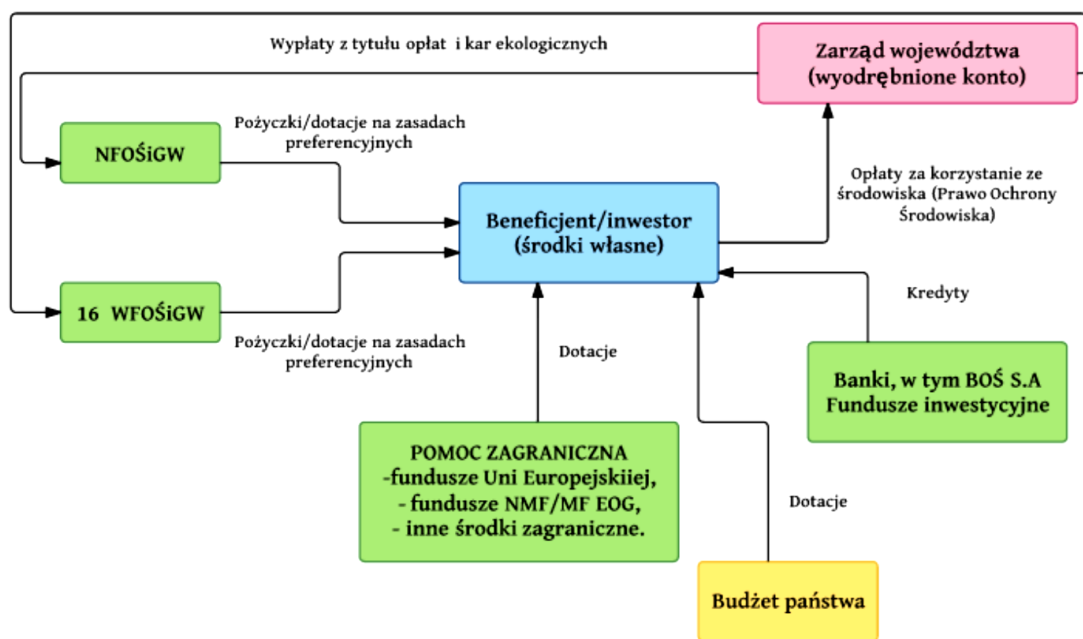 Wypłaty z tytułu opłat i kar ekologicznych
Zarząd województwa
(wyodrębnione konto)
NFOŚiGW
Pożyczki/dotacje na zasadach
preferencyjnych
Opłaty za korzystanie ze
środowiska (Prawo Ochrony
Środowiska)
Beneficjent/inwestor
(środki własne)
16 WFOŚiGW
Pożyczki/dotacje na zasadach
preferencyjnych
Kredyty
Dotacje
Banki, w tym BOŚ S.A
Fundusze inwestycyjne
POMOC ZAGRANICZNA
-fundusze Uni Europejskiiej,
- fundusze NMF/MF EOG,
- inne środki zagraniczne.
Dotacje
Budżet państwa